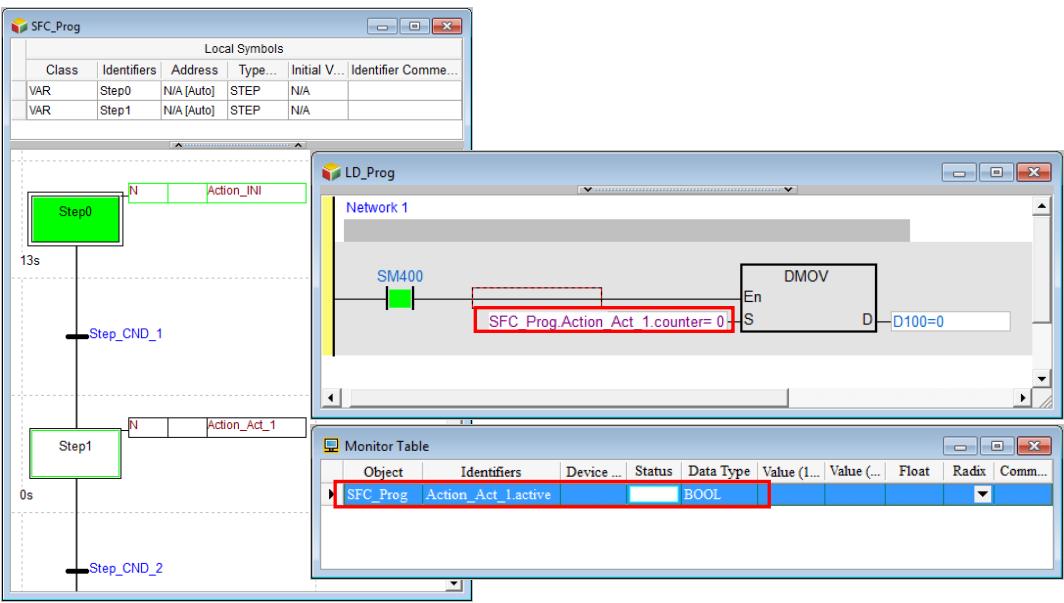 SFC_Prog
Local Symbols
Class Identifiers Address Type... Initial V... Identifier Comme...
VAR Step0 N/A [Auto] STEP N/A
VAR Step1 N/A [Auto] STEP N/A
N Action_INI
Step0
13s
Step_CND_1
N Action_Act_1
Step1
0s
Step_CND_2
LD_Prog
Network 1
SM400
DMOV
En
SFC_Prog.Action_Act_1.counter= 0 S D D100=0
Monitor Table
Object Identifiers Device ... Status Data Type Value (1... Value (... Float Radix Comm...
SFC_Prog Action_Act_1.active BOOL